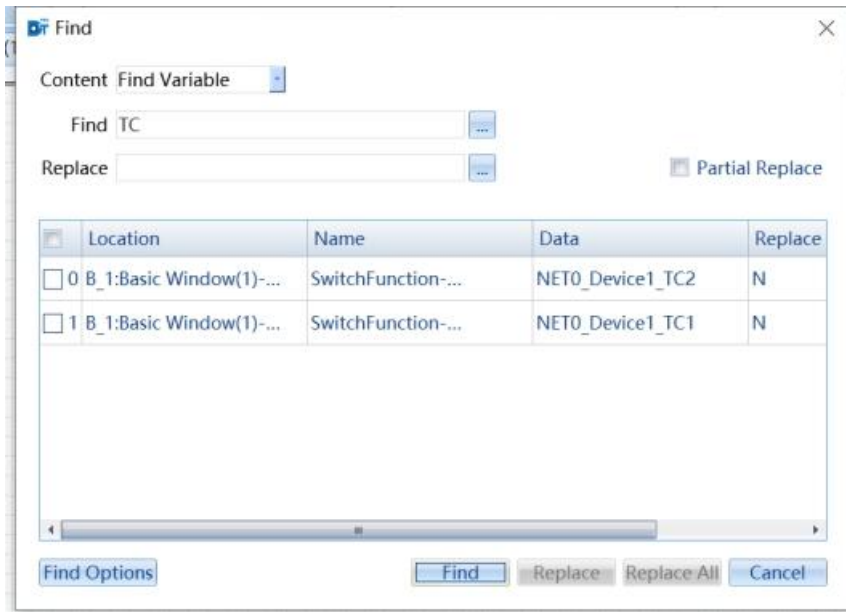 DT Find
Content Find Variable
Find TC ...
Replace ... Partial Replace
Location Name Data Replace
0 B_1:Basic Window(1)-... SwitchFunction-... NET0_Device1_TC2 N
1 B_1:Basic Window(1)-... SwitchFunction-... NET0_Device1_TC1 N
Find Options Find Replace Replace All Cancel